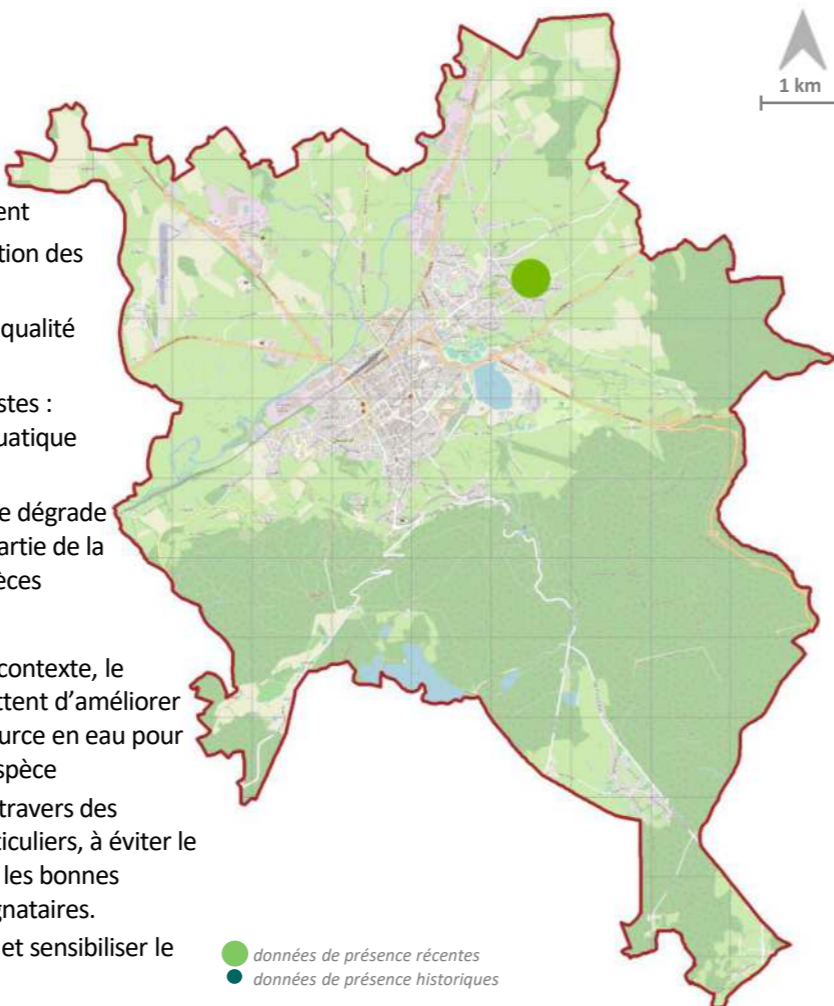 1 km
ent
tion des
qualité
stes :
uatique
e dégrade
artie de la
èces
contexte, le
ttent d’améliorer
ource en eau pour
spèce
travers des
ticuliers, à éviter le
les bonnes
gnataires.
et sensibiliser le
données de présence récentes
données de présence historiques